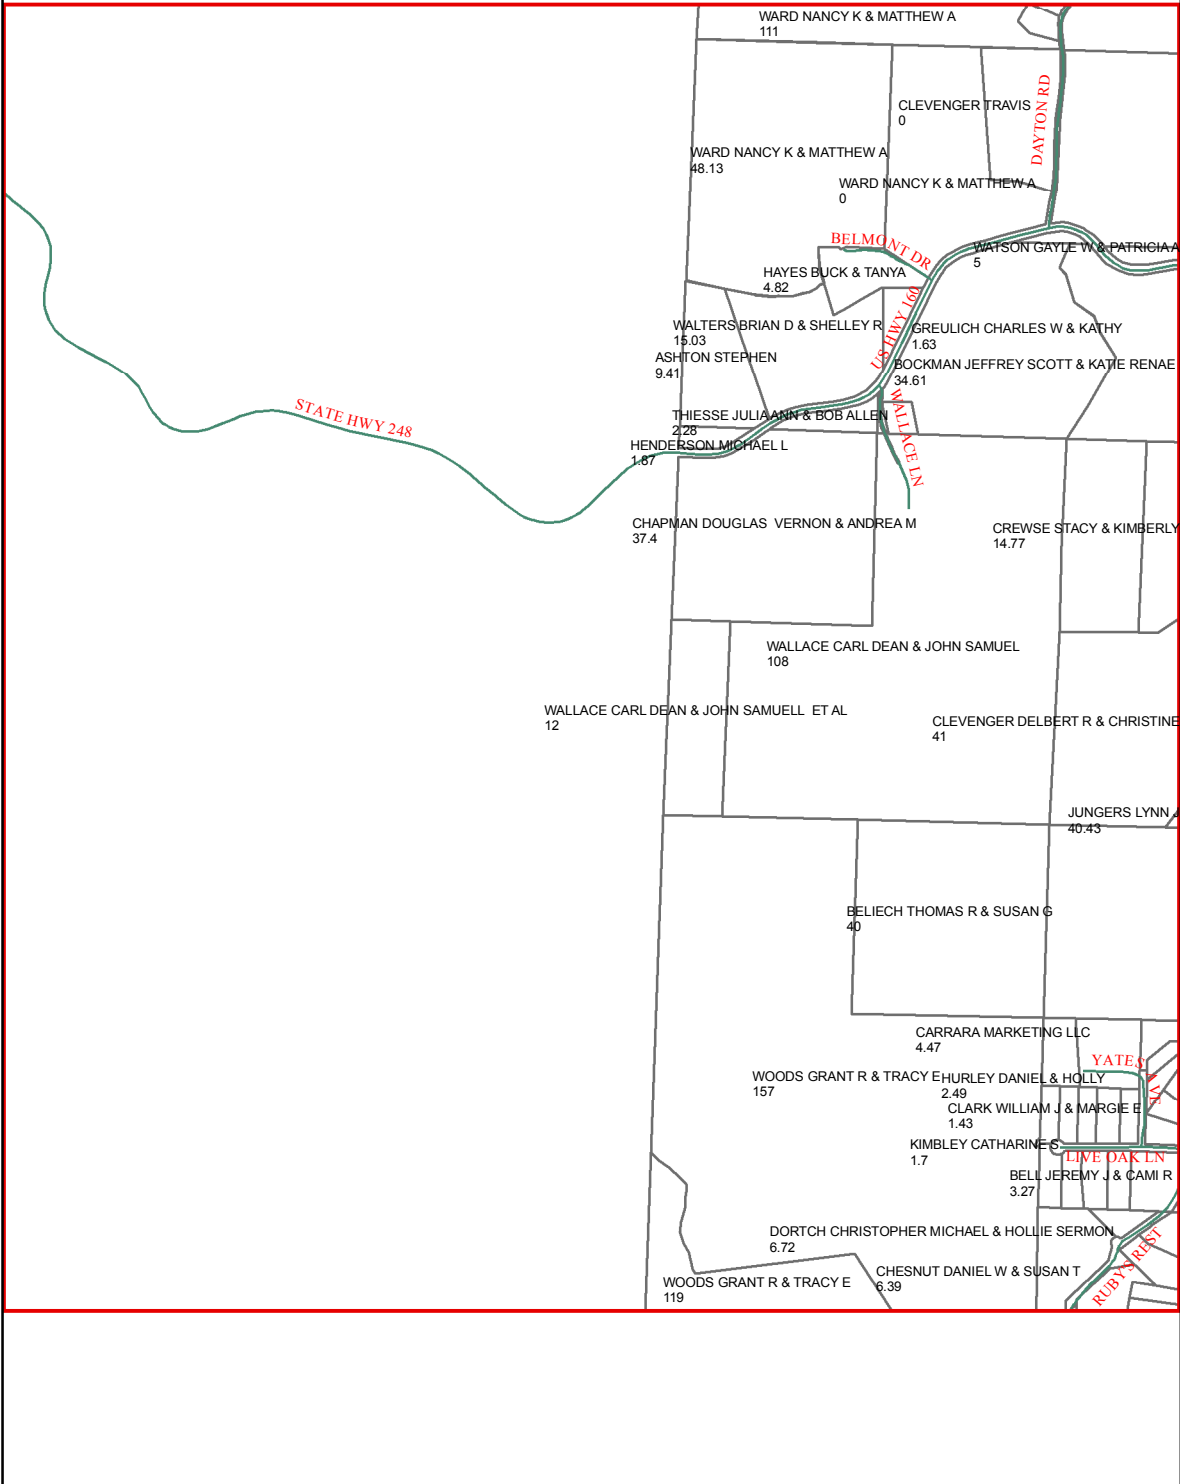 WARD NANCY K & MATTHEW A
111
CLEVENGER TRAVIS
0
DAYTON RD
WARD NANCY K & MATTHEW A
48.13
WARD NANCY K & MATTHEW A
0
BELMONT DR
WATSON GAYLE W & PATRICIA A
5
HAYES BUCK & TANYA
4.82
US HWY 160
WALTERS BRIAN D & SHELLEY R
15.03
GREULICH CHARLES W & KATHY
1.63
ASHTON STEPHEN
9.41
BOCKMAN JEFFREY SCOTT & KATIE RENAE
34.61
STATE HWY 248
THIESSE JULIA ANN & BOB ALLEN
2.28
WALLACE LN
HENDERSON MICHAEL L
1.87
CHAPMAN DOUGLAS  VERNON & ANDREA M
37.4
CREWSE STACY & KIMBERLY
14.77
WALLACE CARL DEAN & JOHN SAMUEL
108
WALLACE CARL DEAN & JOHN SAMUELL  ET AL
12
CLEVENGER DELBERT R & CHRISTINE
41
JUNGERS LYNN J
40.43
BELIECH THOMAS R & SUSAN G
40
CARRARA MARKETING LLC
4.47
YATES AVE
WOODS GRANT R & TRACY E
157
HURLEY DANIEL & HOLLY
2.49
CLARK WILLIAM J & MARGIE E
1.43
KIMBLEY CATHARINE S
1.7
LIVE OAK LN
BELL JEREMY J & CAMI R
3.27
DORTCH CHRISTOPHER MICHAEL & HOLLIE SERMON
6.72
RUBYS REST
CHESNUT DANIEL W & SUSAN T
6.39
WOODS GRANT R & TRACY E
119